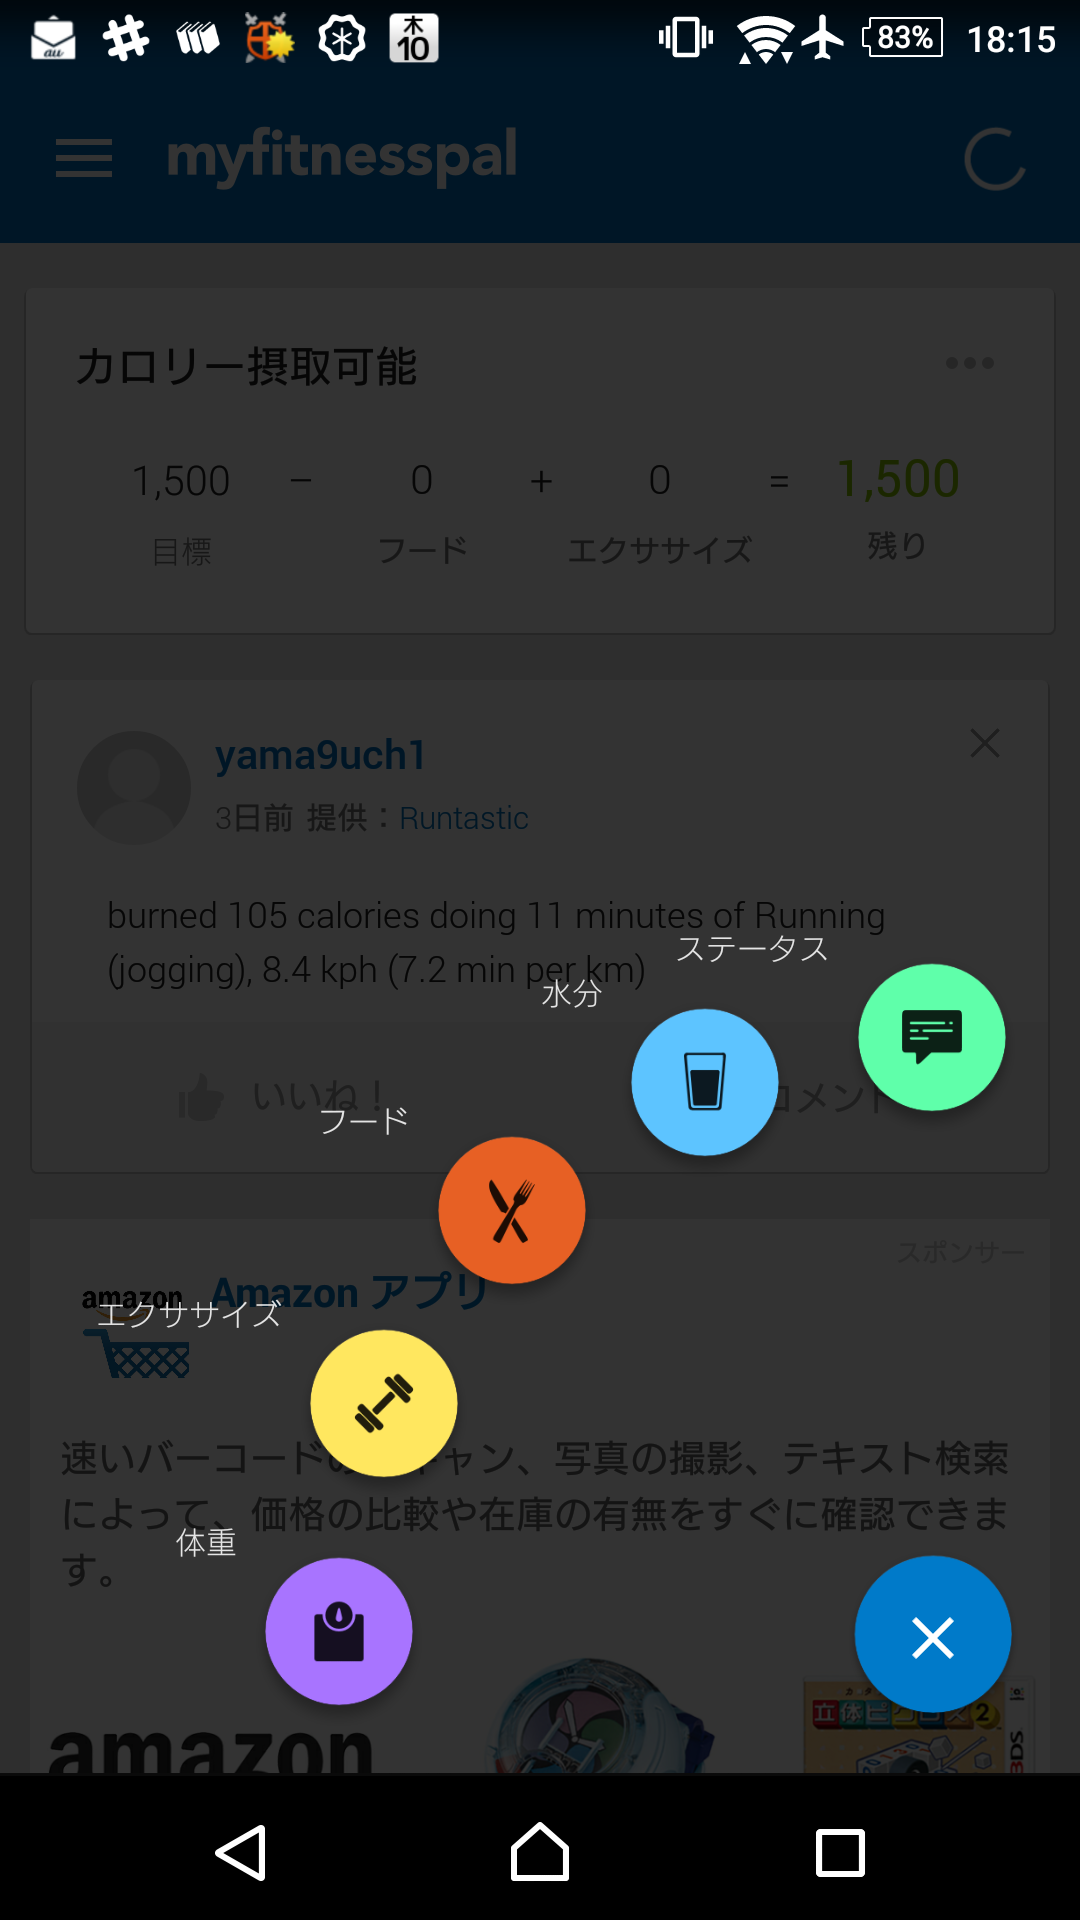 au
木
10
83%
18:15
myfitnesspal
カロリー摂取可能
1,500 − 0 + 0 = 1,500
目標 フード エクササイズ 残り
yama9uch1
3日前 提供：Runtastic
burned 105 calories doing 11 minutes of Running
(jogging), 8.4 kph (7.2 min per km)
ステータス
水分
いいね！
コメント
フード
スポンサー
amazon
Amazon アプリ
エクササイズ
速いバーコードの
キャン、写真の撮影、テキスト検索
によって、価格の比較や在庫の有無をすぐに確認できま
す。
体重
amazon
立体ピクロス2
3DS